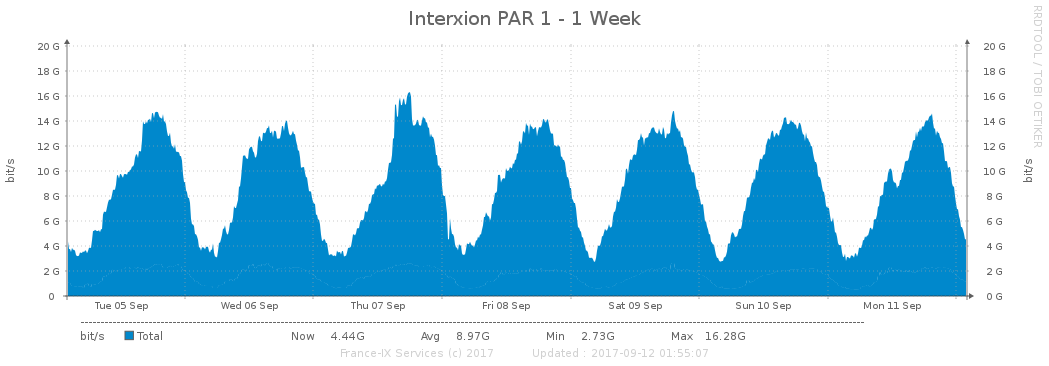 Interxion PAR 1 - 1 Week
RRDTOOL / TOBI OETIKER
bit/s
20 G
18 G
16 G
14 G
12 G
10 G
8 G
6 G
4 G
2 G
0
20 G
18 G
16 G
14 G
12 G
10 G
8 G
6 G
4 G
2 G
0 G
bit/s
Tue 05 Sep Wed 06 Sep Thu 07 Sep Fri 08 Sep Sat 09 Sep Sun 10 Sep Mon 11 Sep
bit/s Total Now 4.44G Avg 8.97G Min 2.73G Max 16.28G
France-IX Services (c) 2017 Updated : 2017-09-12 01:55:07